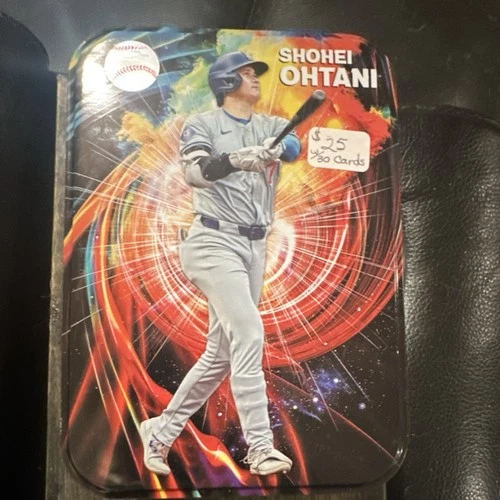 SHOHEI
OHTANI
$25
w/30 Cards